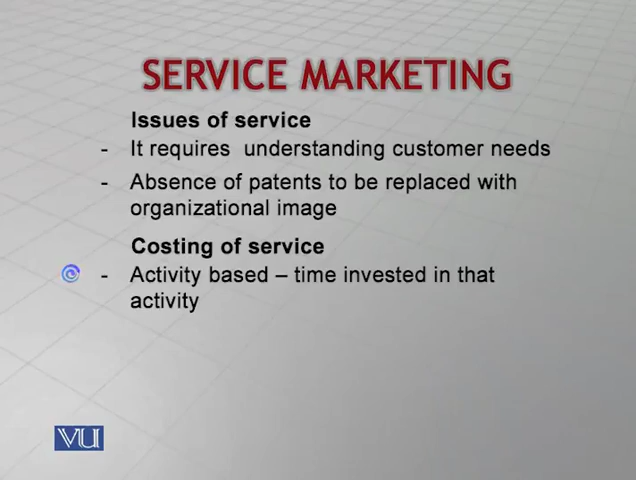 SERVICE MARKETING
Issues of service
- It requires understanding customer needs
- Absence of patents to be replaced with
organizational image
Costing of service
- Activity based – time invested in that
activity
VU